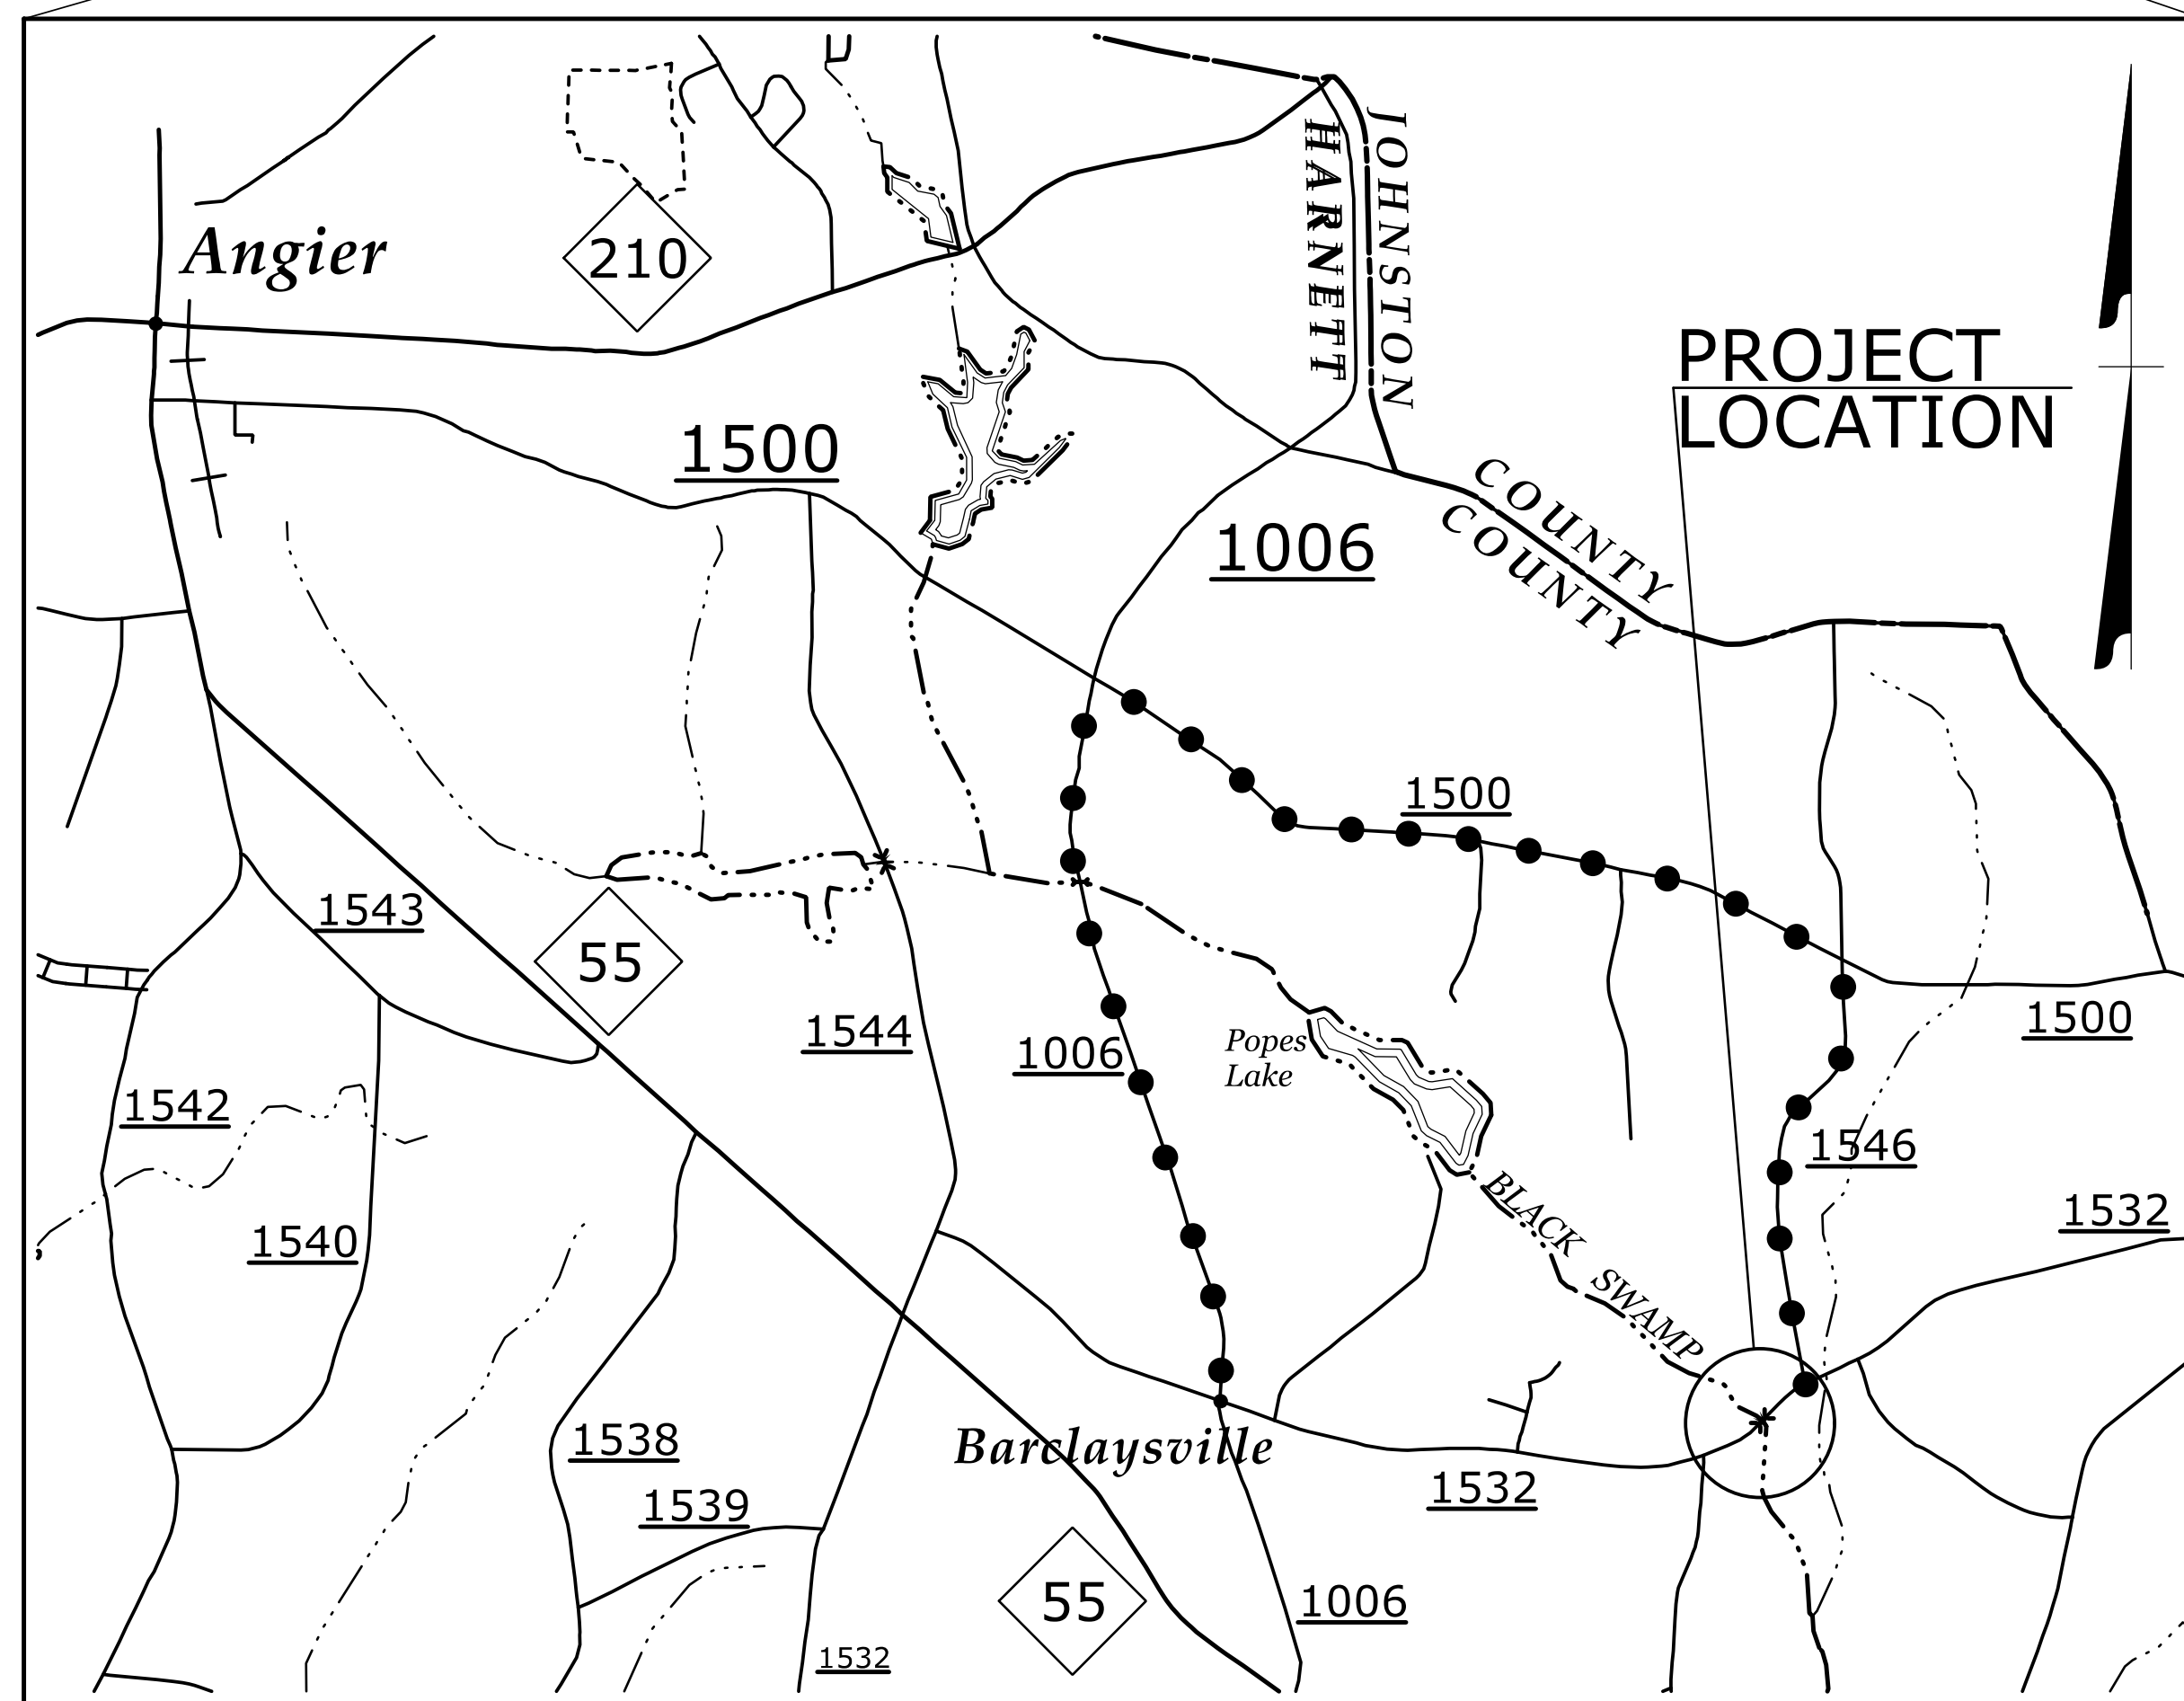 JOHNSTON
HARNETT
Angier
210
PROJECT
LOCATION
1500
COUNTY
COUNTY
1006
1500
1543
55
1544
1006
Popes
Lake
1500
1542
1546
1540
BLACK SWAMP
1532
1538
Barclaysville
1539
1532
55
1006
1532